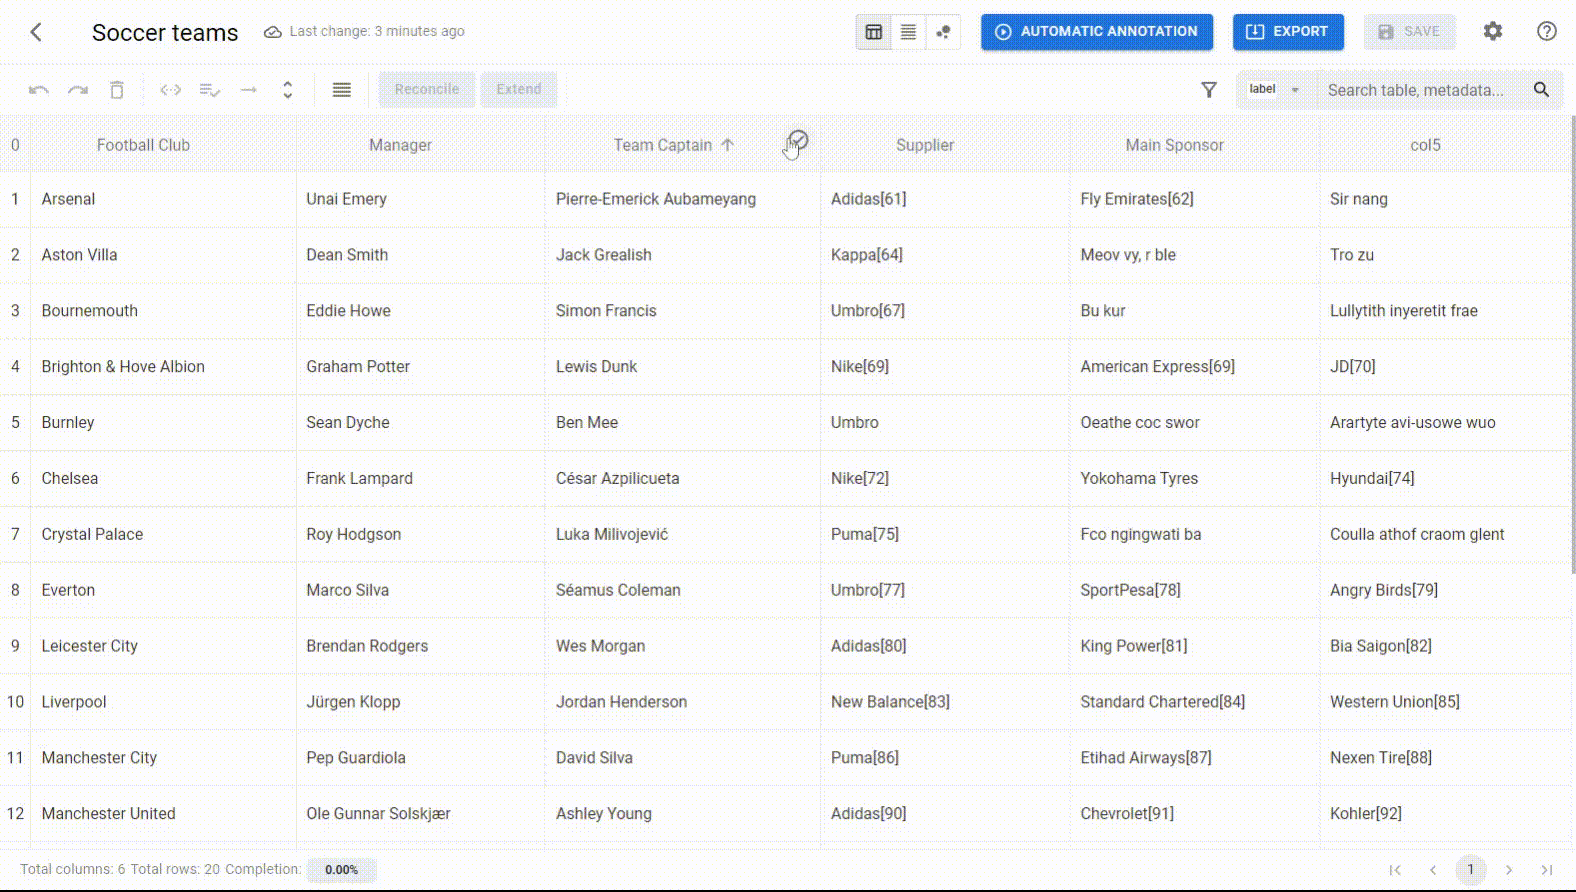 Soccer teams Last change: 3 minutes ago AUTOMATIC ANNOTATION EXPORT SAVE
Reconcile Extend label Search table, metadata...
0 Football Club Manager Team Captain Supplier Main Sponsor col5
1 Arsenal Unai Emery Pierre-Emerick Aubameyang Adidas[61] Fly Emirates[62] Sir nang
2 Aston Villa Dean Smith Jack Grealish Kappa[64] Meov vy, r ble Tro zu
3 Bournemouth Eddie Howe Simon Francis Umbro[67] Bu kur Lullytith inyeretit frae
4 Brighton & Hove Albion Graham Potter Lewis Dunk Nike[69] American Express[69] JD[70]
5 Burnley Sean Dyche Ben Mee Umbro Oeathe coc swor Arartyte avi-usowe wuo
6 Chelsea Frank Lampard César Azpilicueta Nike[72] Yokohama Tyres Hyundai[74]
7 Crystal Palace Roy Hodgson Luka Milivojević Puma[75] Fco ngingwati ba Coulla athof craom glent
8 Everton Marco Silva Séamus Coleman Umbro[77] SportPesa[78] Angry Birds[79]
9 Leicester City Brendan Rodgers Wes Morgan Adidas[80] King Power[81] Bia Saigon[82]
10 Liverpool Jürgen Klopp Jordan Henderson New Balance[83] Standard Chartered[84] Western Union[85]
11 Manchester City Pep Guardiola David Silva Puma[86] Etihad Airways[87] Nexen Tire[88]
12 Manchester United Ole Gunnar Solskjær Ashley Young Adidas[90] Chevrolet[91] Kohler[92]
Total columns: 6 Total rows: 20 Completion: 0.00% 1